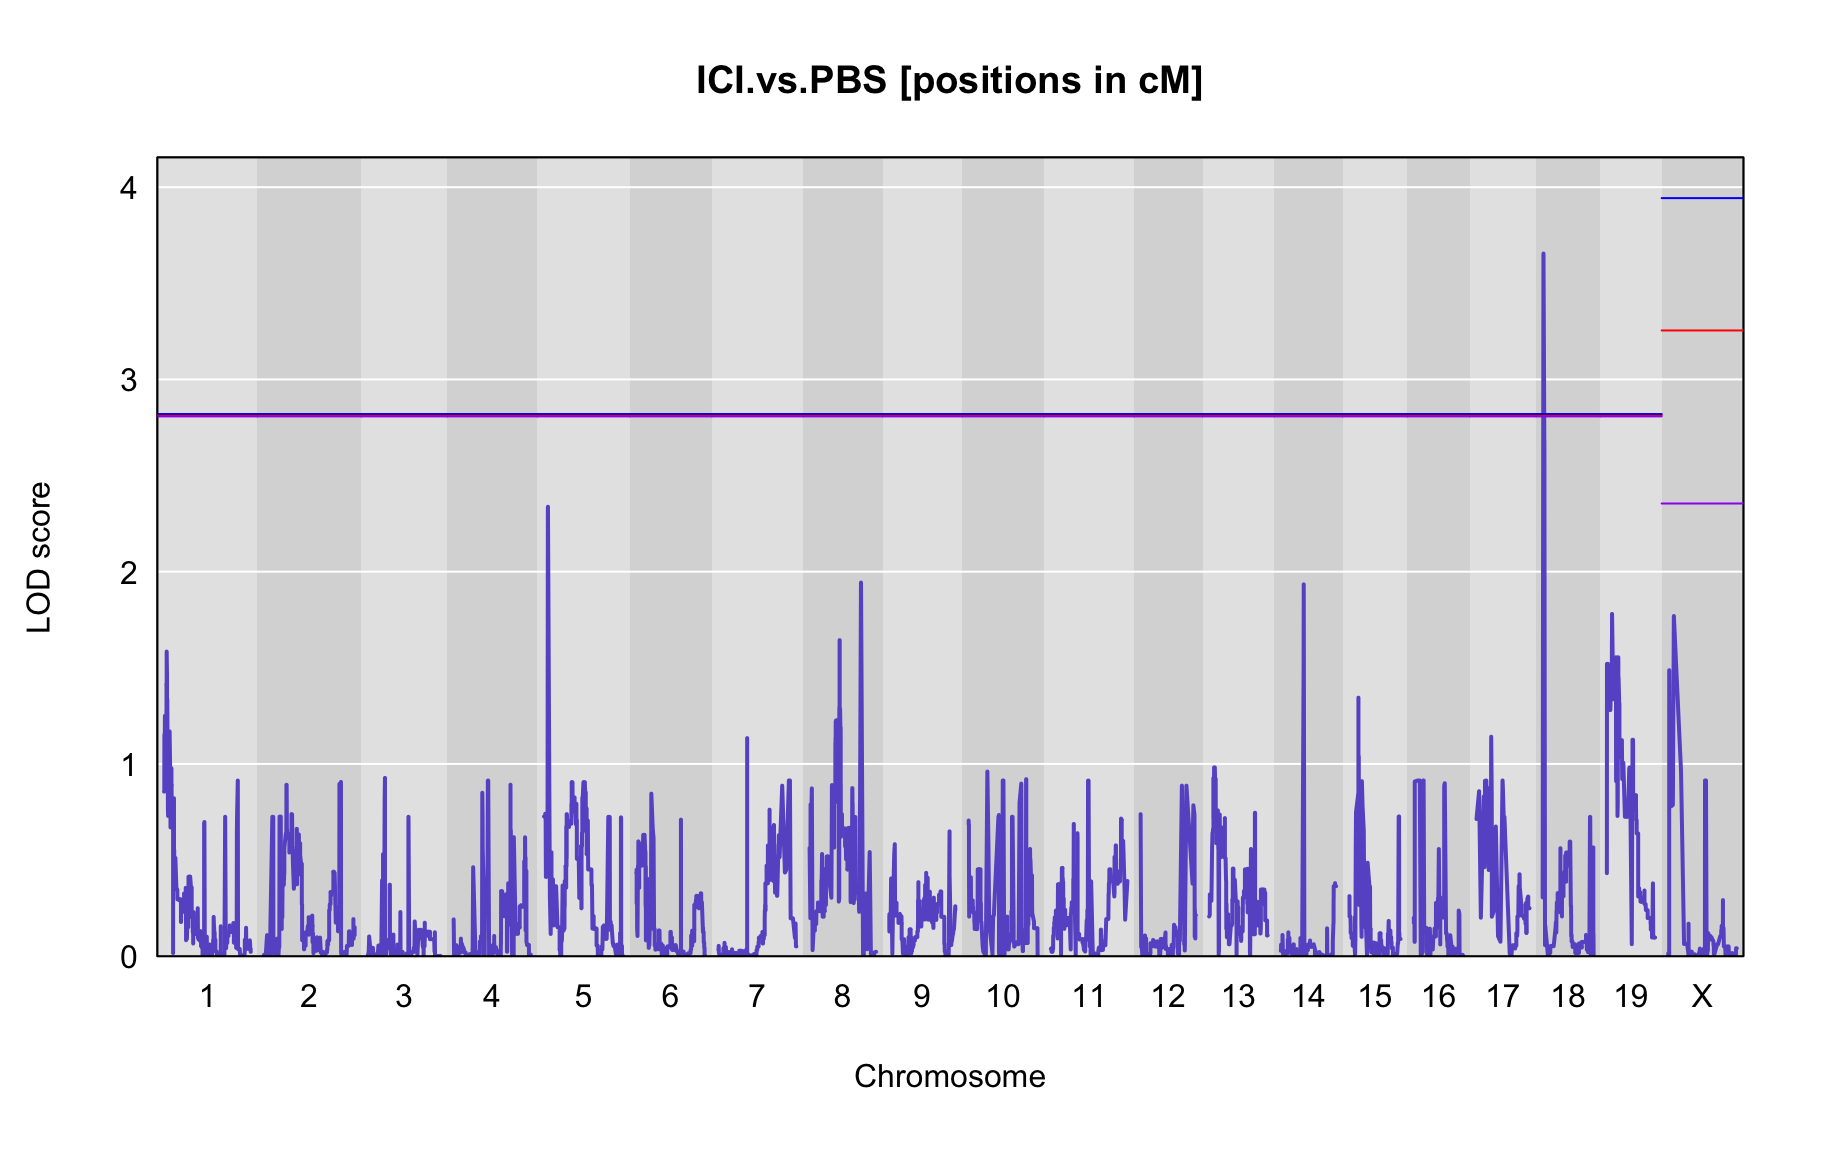 ICI.vs.PBS [positions in cM]
4
3
2
1
0
LOD score
1 2 3 4 5 6 7 8 9 10 11 12 13 14 15 16 17 18 19 X
Chromosome